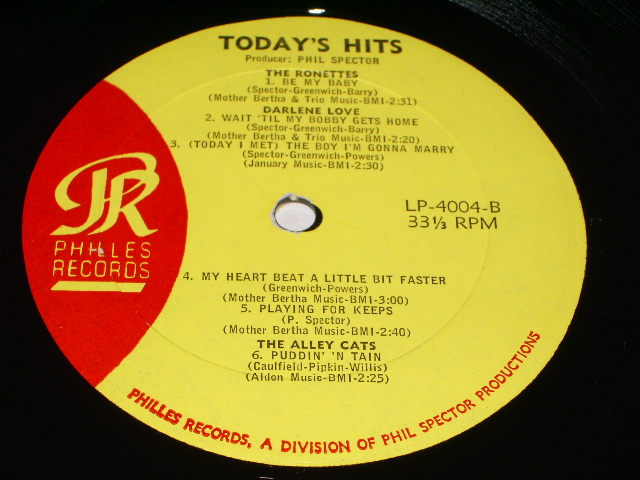 TODAY'S HITS
Producer: PHIL SPECTOR
THE RONETTES
1. BE MY BABY
(Spector-Greenwich-Barry)
(Mother Bertha & Trio Music-BMI-2:31)
DARLENE LOVE
2. WAIT 'TIL MY BOBBY GETS HOME
(Spector-Greenwich-Barry)
(Mother Bertha & Trio Music-BMI-2:20)
3. (TODAY I MET) THE BOY I'M GONNA MARRY
(Spector-Greenwich-Powers)
(January Music-BMI-2:30)
PR
PHILLES
RECORDS
LP-4004-B
33⅓ RPM
4. MY HEART BEAT A LITTLE BIT FASTER
(Greenwich-Powers)
(Mother Bertha Music-BMI-3:00)
5. PLAYING FOR KEEPS
(P. Spector)
(Mother Bertha Music-BMI-2:40)
THE ALLEY CATS
6. PUDDIN' 'N TAIN
(Caulfield-Pipkin-Willis)
(Aldon Music-BMI-2:25)
PHILLES RECORDS, A DIVISION OF PHIL SPECTOR PRODUCTIONS